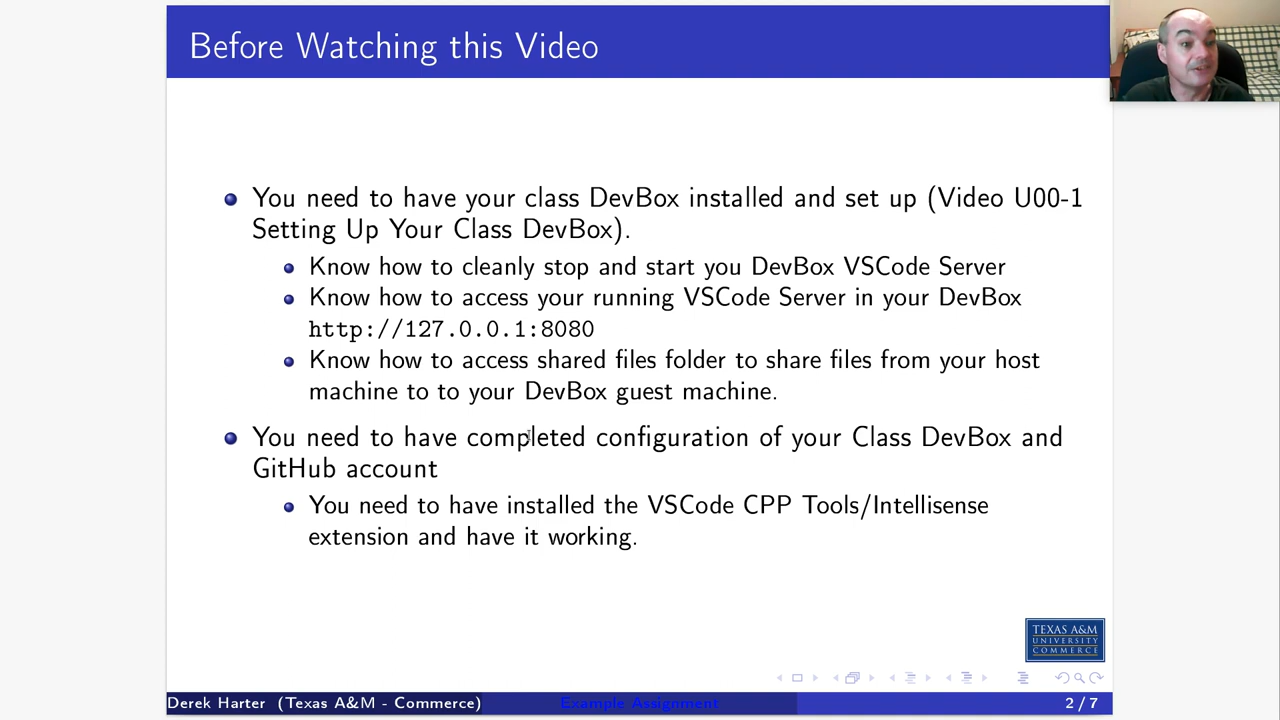 Before Watching this Video
You need to have your class DevBox installed and set up (Video U00-1
Setting Up Your Class DevBox).
Know how to cleanly stop and start you DevBox VSCode Server
Know how to access your running VSCode Server in your DevBox
http://127.0.0.1:8080
Know how to access shared files folder to share files from your host
machine to to your DevBox guest machine.
You need to have completed configuration of your Class DevBox and
GitHub account
You need to have installed the VSCode CPP Tools/Intellisense
extension and have it working.
TEXAS A&M
UNIVERSITY
COMMERCE
Derek Harter (Texas A&M - Commerce)
Example Assignment
2 / 7